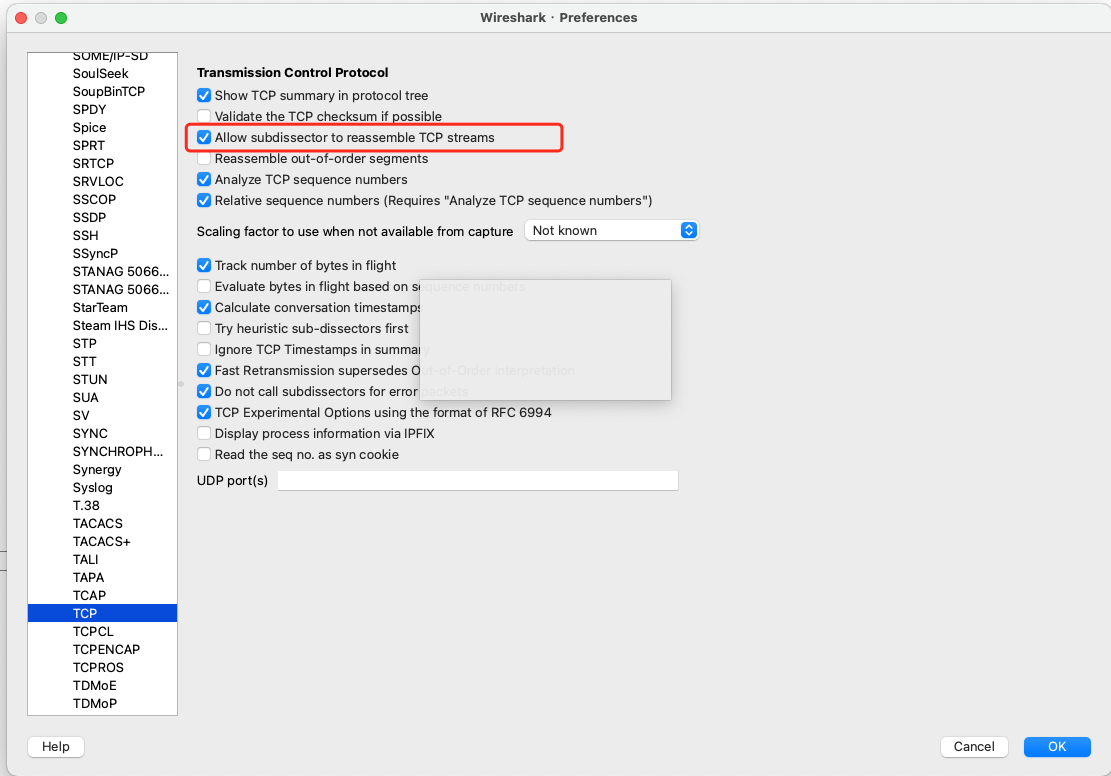 Wireshark · Preferences
SOME/IP-SD
SoulSeek
SoupBinTCP
SPDY
Spice
SPRT
SRTCP
SRVLOC
SSCOP
SSDP
SSH
SSyncP
STANAG 5066...
STANAG 5066...
StarTeam
Steam IHS Dis...
STP
STT
STUN
SUA
SV
SYNC
SYNCHROPH...
Synergy
Syslog
T.38
TACACS
TACACS+
TALI
TAPA
TCAP
TCP
TCPCL
TCPENCAP
TCPROS
TDMoE
TDMoP
Transmission Control Protocol
Show TCP summary in protocol tree
Validate the TCP checksum if possible
Allow subdissector to reassemble TCP streams
Reassemble out-of-order segments
Analyze TCP sequence numbers
Relative sequence numbers (Requires "Analyze TCP sequence numbers")
Scaling factor to use when not available from capture Not known
Track number of bytes in flight
Evaluate bytes in flight based on sequence numbers
Calculate conversation timestamps
Try heuristic sub-dissectors first
Ignore TCP Timestamps in summary
Fast Retransmission supersedes Out-of-Order interpretation
Do not call subdissectors for error packets
TCP Experimental Options using the format of RFC 6994
Display process information via IPFIX
Read the seq no. as syn cookie
UDP port(s)
Help
Cancel
OK